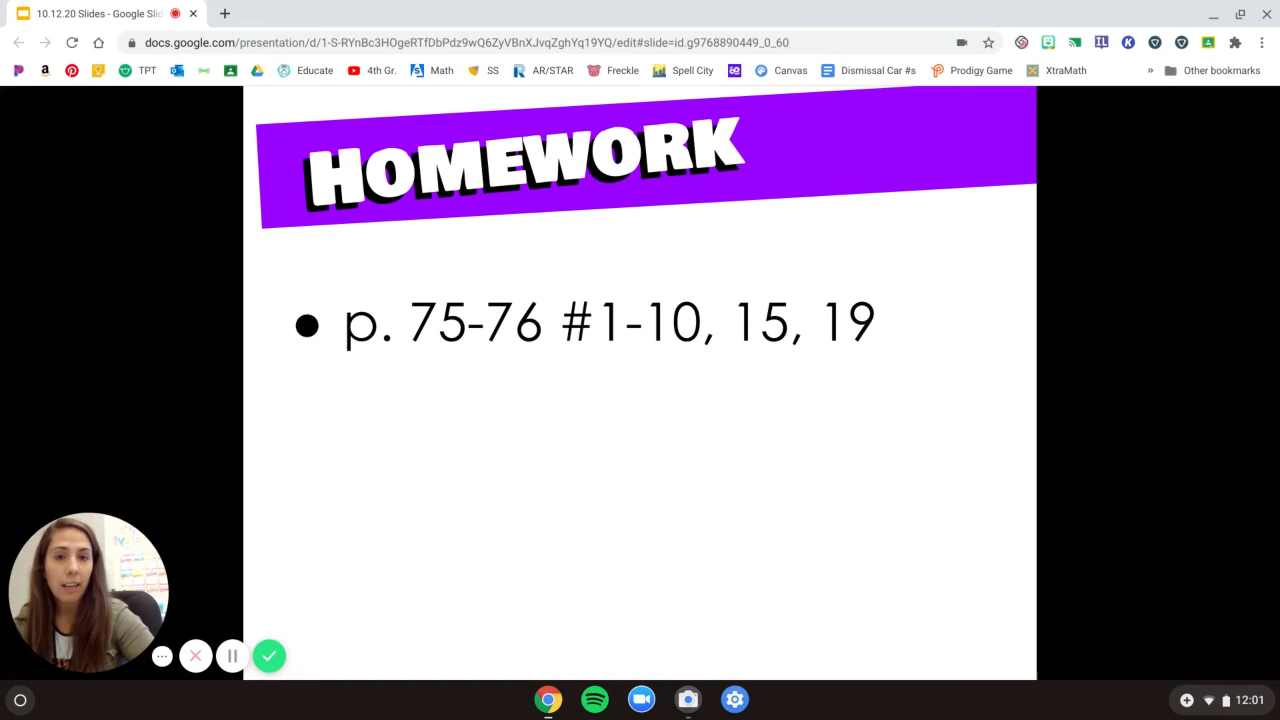 10.12.20 Slides - Google Slid
docs.google.com/presentation/d/1-S.RYnBc3HOgeRTfDbPdz9wQ6ZyVBnXJvqZghYq19YQ/edit#slide=id.g9768890449_0_60
TPT Educate 4th Gr. Math SS AR/STAR Freckle Spell City Canvas Dismissal Car #s Prodigy Game XtraMath » Other bookmarks
HOMEWORK
● p. 75-76 #1-10, 15, 19
12:01